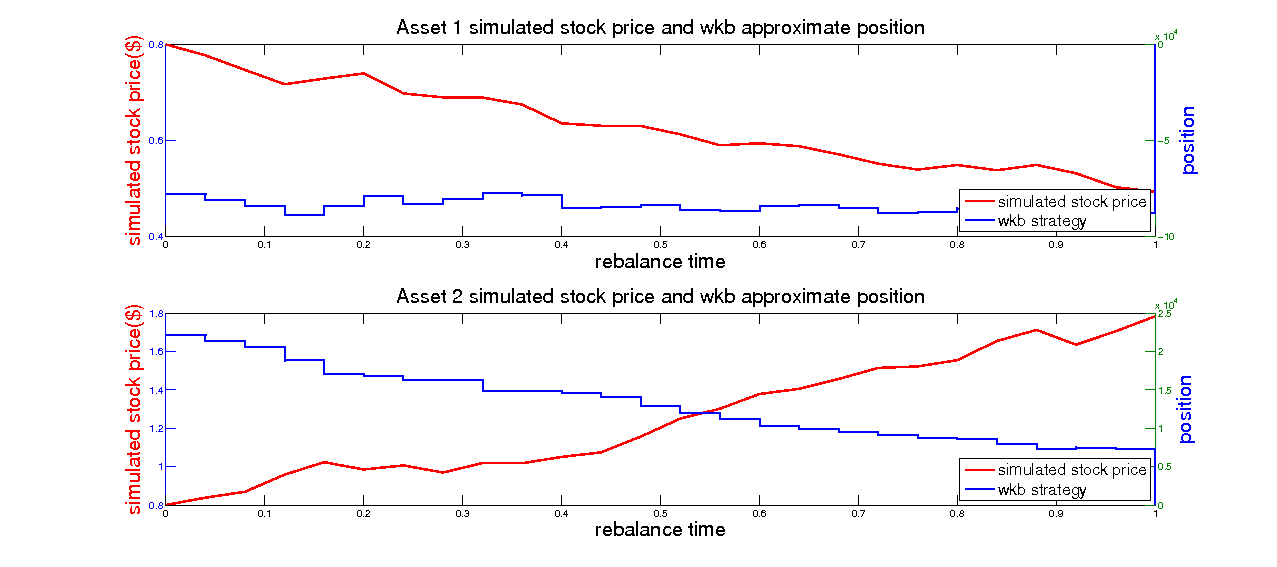 Asset 1 simulated stock price and wkb approximate position
x 10^4
0.8
0.6
0.4
0
-5
-10
simulated stock price($)
position
simulated stock price
wkb strategy
0 0.1 0.2 0.3 0.4 0.5 0.6 0.7 0.8 0.9 1
rebalance time
Asset 2 simulated stock price and wkb approximate position
x 10^4
1.8
1.6
1.4
1.2
1
0.8
2.5
2
1.5
1
0.5
0
simulated stock price($)
position
simulated stock price
wkb strategy
0 0.1 0.2 0.3 0.4 0.5 0.6 0.7 0.8 0.9 1
rebalance time